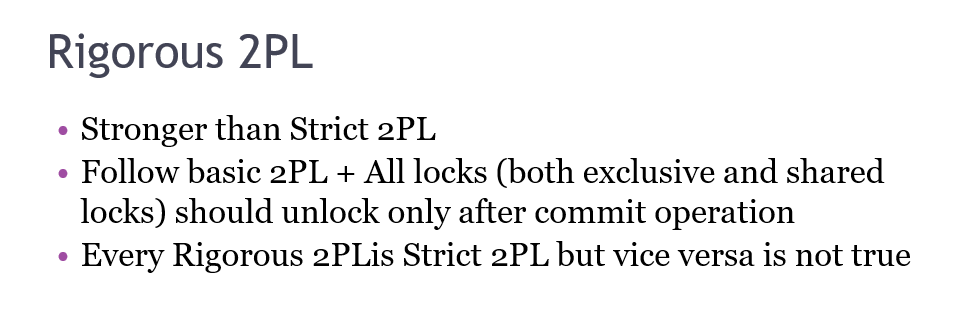 Rigorous 2PL
• Stronger than Strict 2PL
• Follow basic 2PL + All locks (both exclusive and shared
locks) should unlock only after commit operation
• Every Rigorous 2PLis Strict 2PL but vice versa is not true